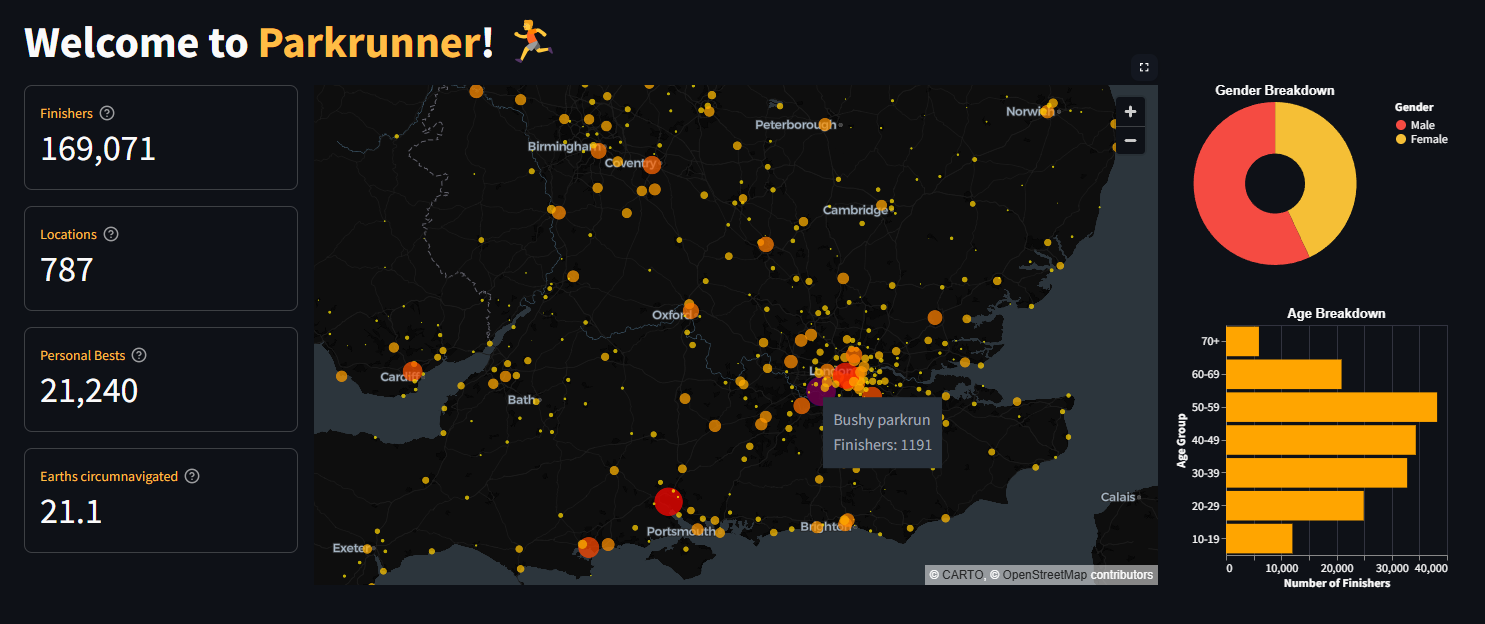 Welcome to Parkrunner!
Finishers ?
169,071
Locations ?
787
Personal Bests ?
21,240
Earths circumnavigated ?
21.1
+
−
Peterborough
Norwich
Birmingham
Coventry
Cambridge
Oxford
London
Cardiff
Bath
Bushy parkrun
Finishers: 1191
Calais
Portsmouth
Brighton
Exeter
© CARTO, © OpenStreetMap contributors
Gender Breakdown
Gender
Male
Female
Age Breakdown
Age Group
70+
60-69
50-59
40-49
30-39
20-29
10-19
0 10,000 20,000 30,000 40,000
Number of Finishers